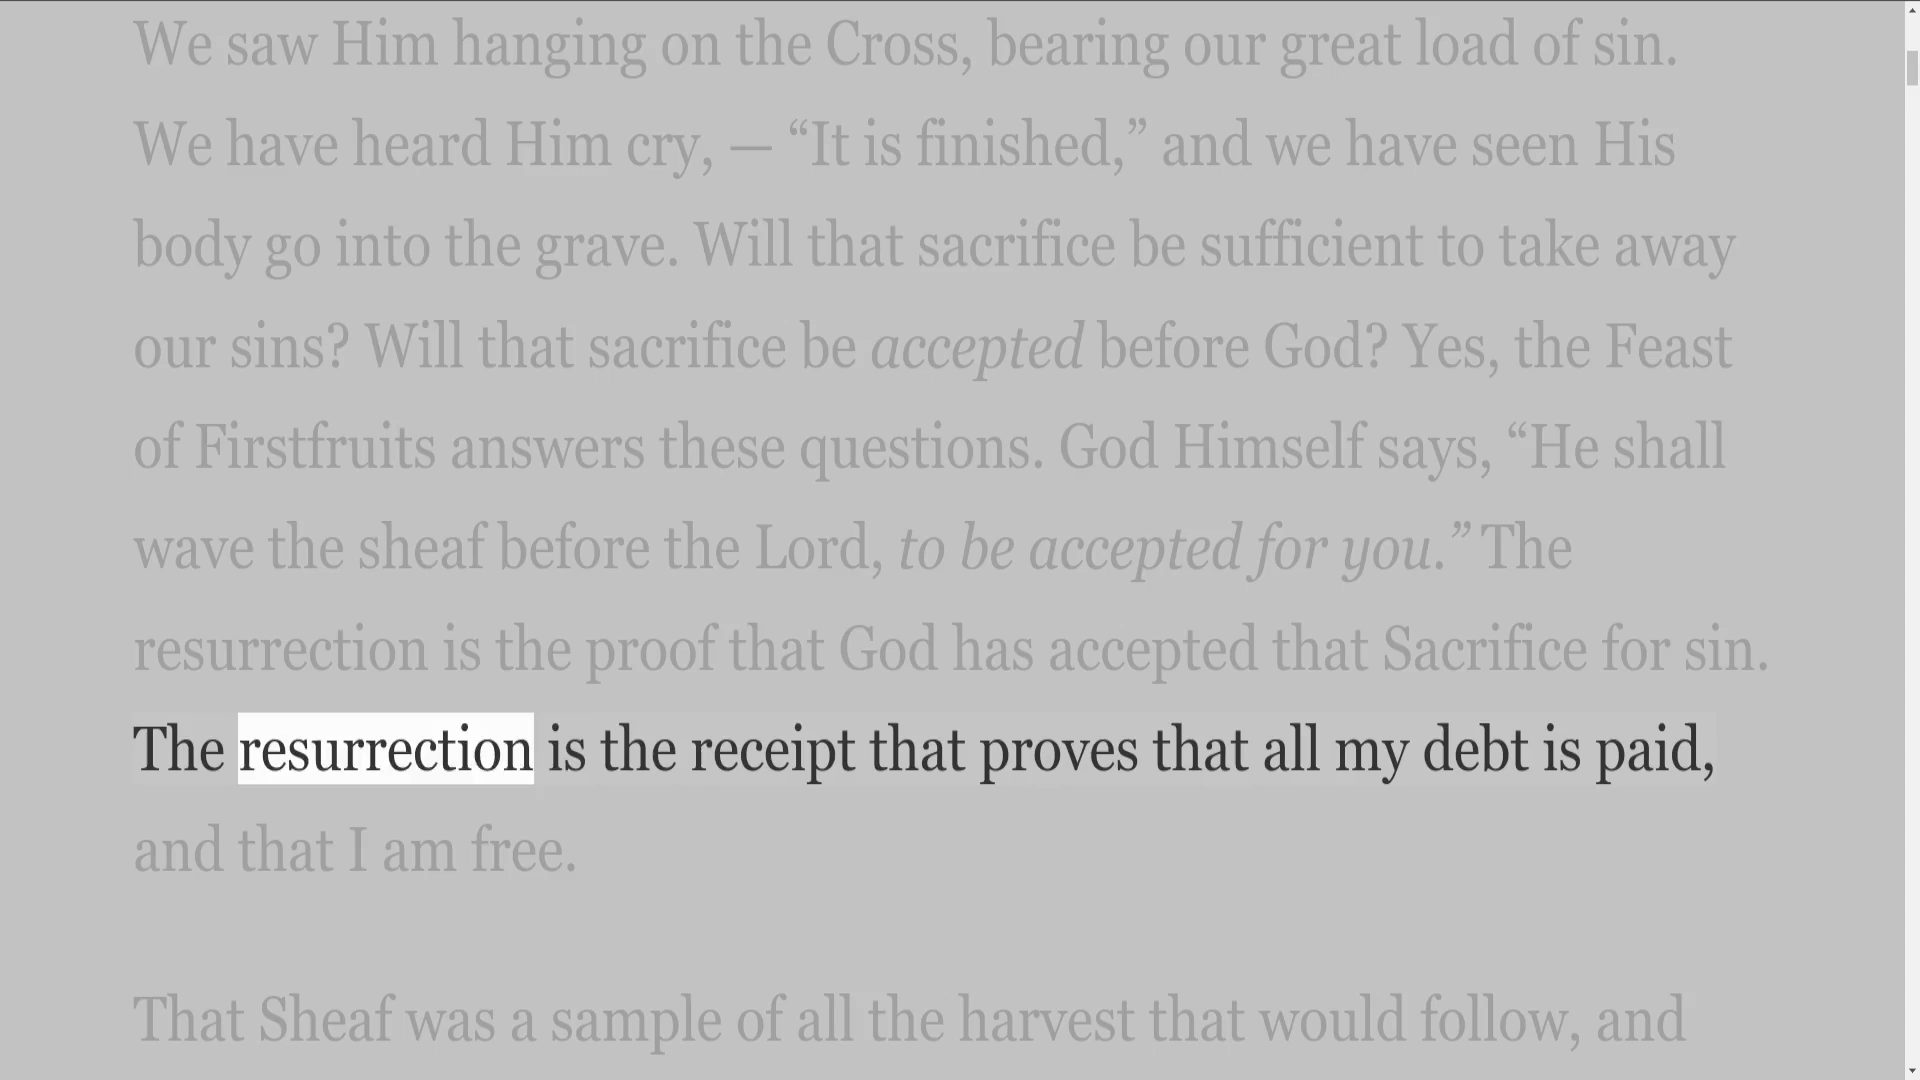 We saw Him hanging on the Cross, bearing our great load of sin.
We have heard Him cry, — “It is finished,” and we have seen His
body go into the grave. Will that sacrifice be sufficient to take away
our sins? Will that sacrifice be accepted before God? Yes, the Feast
of Firstfruits answers these questions. God Himself says, “He shall
wave the sheaf before the Lord, to be accepted for you.” The
resurrection is the proof that God has accepted that Sacrifice for sin.
The resurrection is the receipt that proves that all my debt is paid,
and that I am free.
That Sheaf was a sample of all the harvest that would follow, and